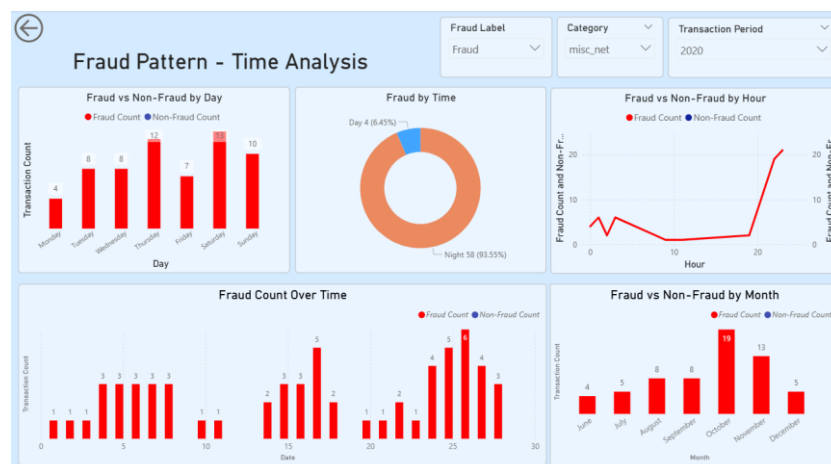 Fraud Pattern - Time Analysis
Fraud Label
Fraud
Category
misc_net
Transaction Period
2020
Fraud vs Non-Fraud by Day
Fraud Count Non-Fraud Count
Transaction Count
4
8
8
12
7
13
10
Monday
Tuesday
Wednesday
Thursday
Friday
Saturday
Sunday
Day
Fraud by Time
Day 4 (6.45%)
Night 58 (93.55%)
Fraud vs Non-Fraud by Hour
Fraud Count Non-Fraud Count
Fraud Count and Non-Fr...
20
10
0
20
10
0
0
10
20
Hour
Fraud Count Over Time
Fraud Count Non-Fraud Count
Transaction Count
1
1
1
3
3
3
3
3
1
1
2
3
3
5
2
1
1
2
1
4
5
6
4
3
0
5
10
15
20
25
30
Date
Fraud vs Non-Fraud by Month
Fraud Count Non-Fraud Count
Transaction Count
4
5
8
8
19
13
5
June
July
August
September
October
November
December
Month